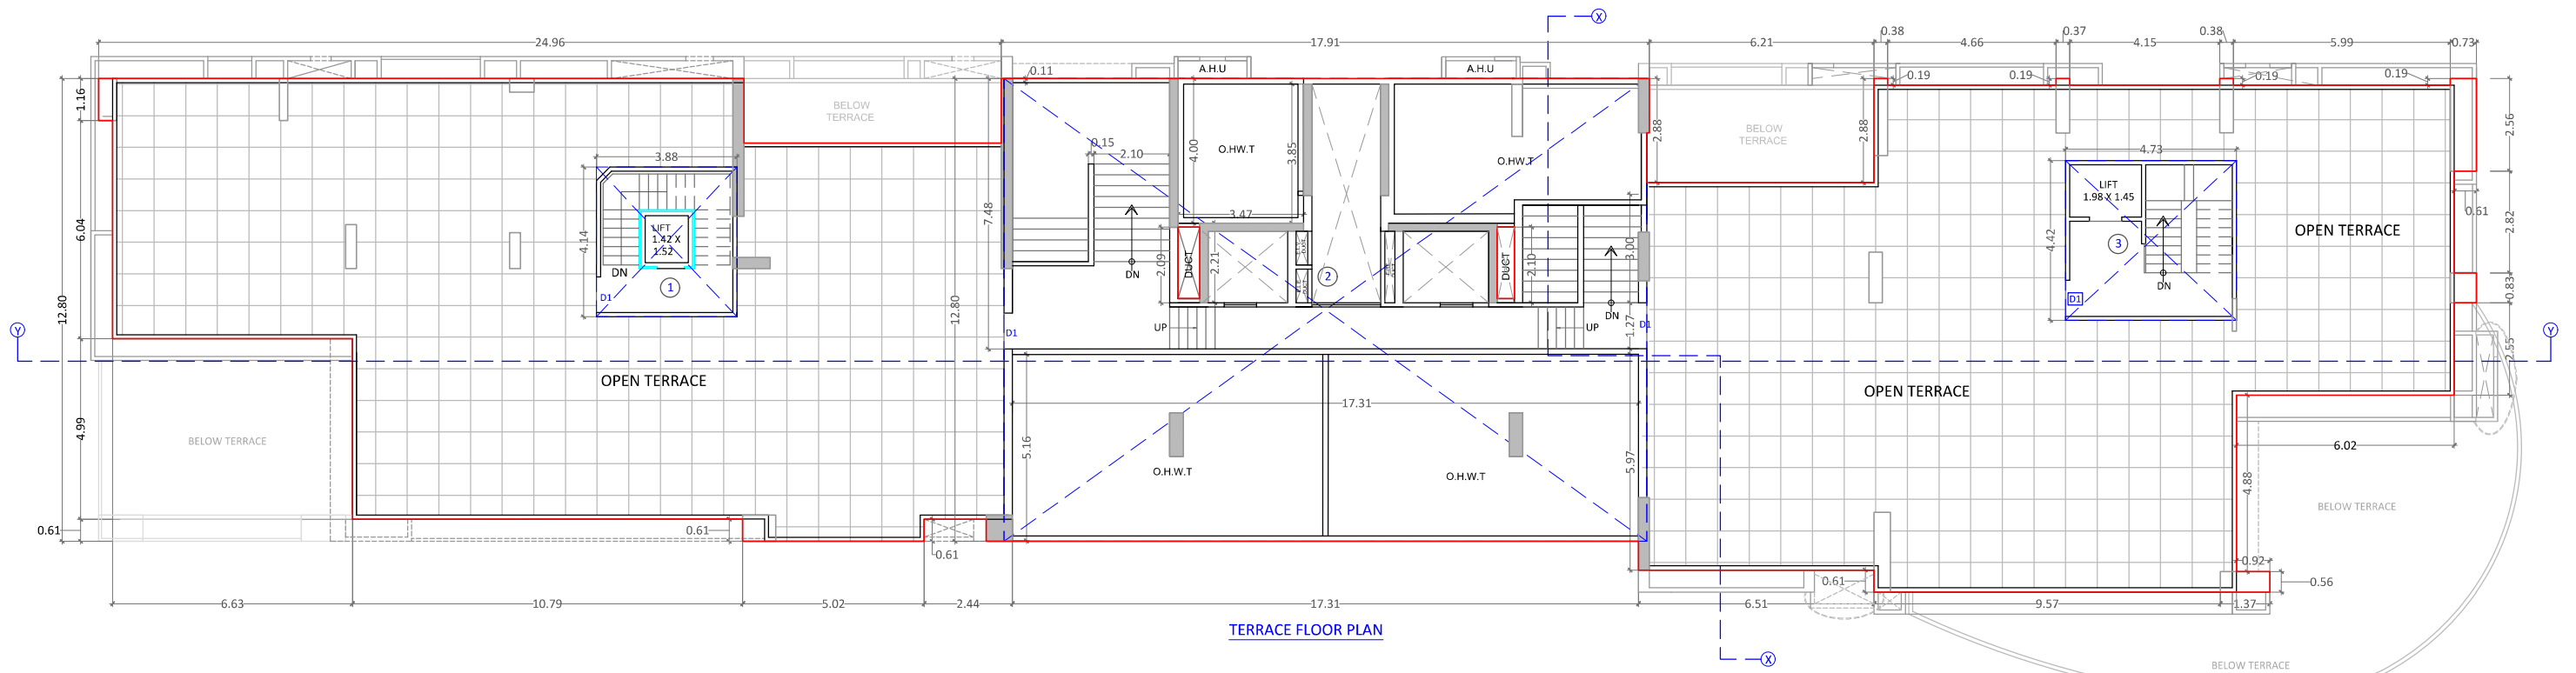 X
24.96
17.91
6.21
0.38
4.66
0.37
4.15
0.38
5.99
0.73
A.H.U
A.H.U
0.11
0.19
0.19
0.19
0.19
1.16
BELOW
TERRACE
BELOW
TERRACE
2.88
2.88
2.56
0.15
2.10
4.00
O.HW.T
3.85
O.HW.T
3.88
4.73
LIFT
1.98 X 1.45
0.61
6.04
4.14
LIFT
1.42 X
1.52
DN
D1
1
7.48
3.47
DN
2.09
DUCT
2.21
2
DUCT
2.10
3.00
DN
4.42
3
DN
D1
OPEN TERRACE
2.82
0.83
12.80
12.80
D1
UP
UP
1.27
D1
Y
Y
2.55
OPEN TERRACE
OPEN TERRACE
17.31
4.99
BELOW TERRACE
5.16
O.H.W.T
O.H.W.T
5.97
6.02
4.88
BELOW TERRACE
0.61
0.61
0.61
0.61
0.92
0.56
6.63
10.79
5.02
2.44
17.31
6.51
9.57
1.37
TERRACE FLOOR PLAN
X
BELOW TERRACE